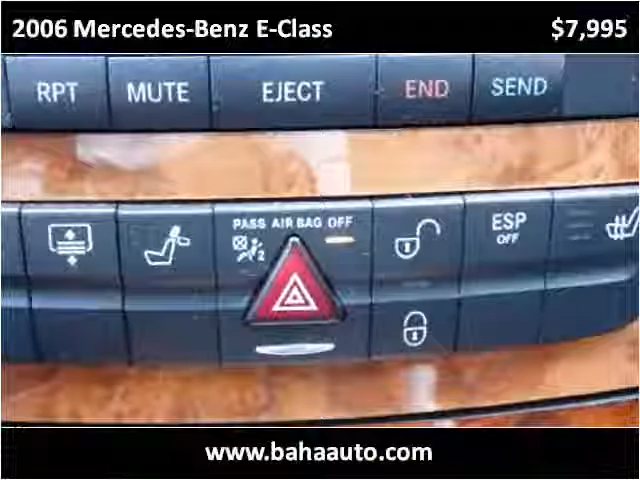 2006 Mercedes-Benz E-Class $7,995
RPT MUTE EJECT END SEND
PASS AIR BAG OFF
2
ESP
OFF
www.bahaauto.com